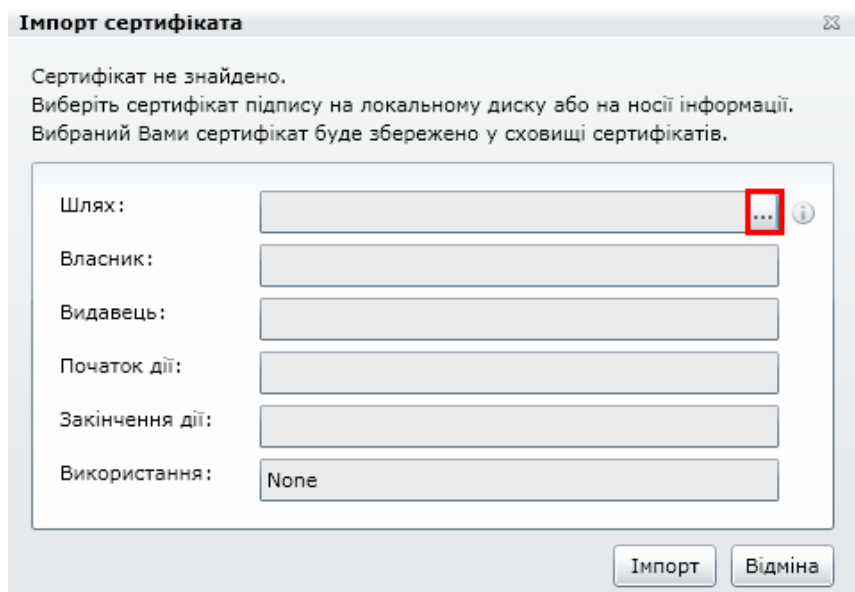 Імпорт сертифіката
Сертифікат не знайдено.
Виберіть сертифікат підпису на локальному диску або на носії інформації.
Вибраний Вами сертифікат буде збережено у сховищі сертифікатів.
Шлях: ...
Власник:
Видавець:
Початок дії:
Закінчення дії:
Використання: None
Імпорт Відміна